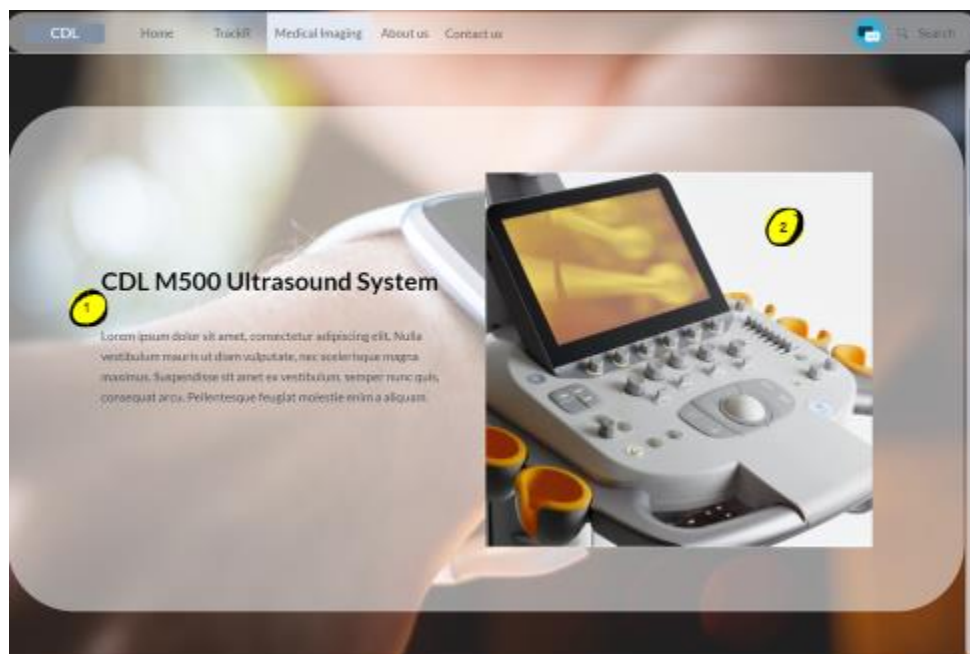 CDL Home TrackR Medical Imaging About us Contact us Search
2
CDL M500 Ultrasound System
1
Lorem ipsum dolor sit amet, consectetur adipiscing elit. Nulla
vestibulum mauris ut diam vulputate, nec scelerisque magna
maximus. Suspendisse sit amet ex vestibulum, semper nunc quis,
consequat arcu. Pellentesque feugiat molestie enim a aliquam.